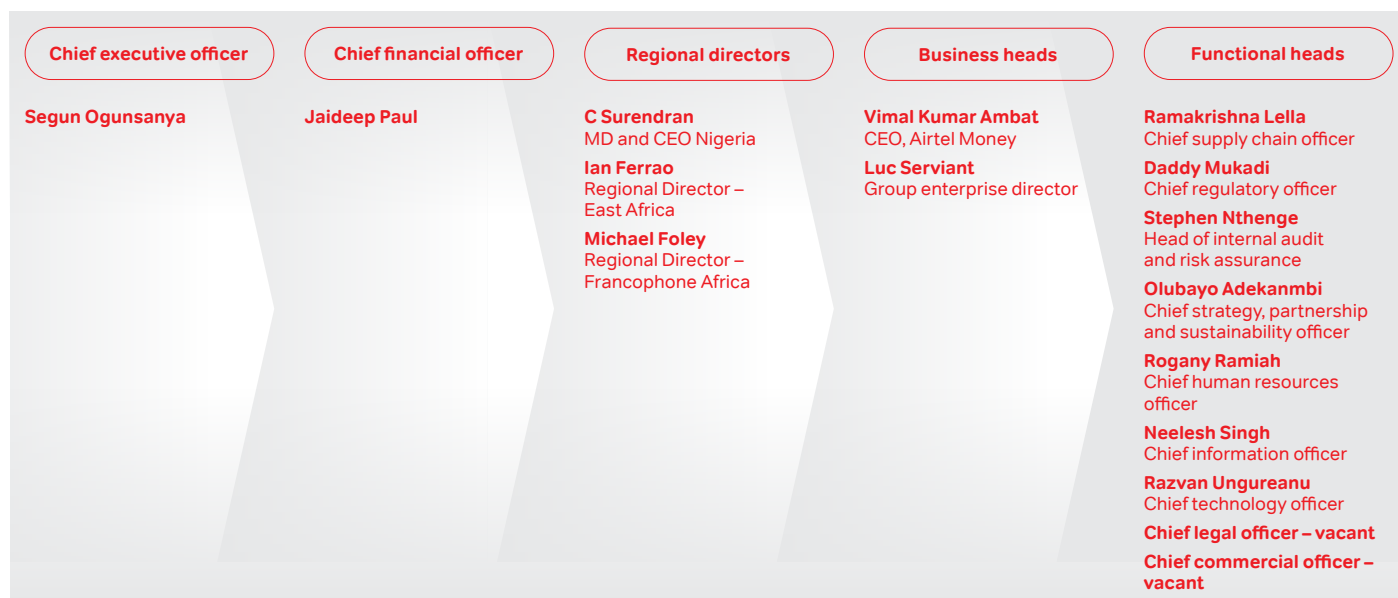 Chief executive officer
Segun Ogunsanya
Chief financial officer
Jaideep Paul
Regional directors
C Surendran
MD and CEO Nigeria
Ian Ferrao
Regional Director –
East Africa
Michael Foley
Regional Director –
Francophone Africa
Business heads
Vimal Kumar Ambat
CEO, Airtel Money
Luc Serviant
Group enterprise director
Functional heads
Ramakrishna Lella
Chief supply chain officer
Daddy Mukadi
Chief regulatory officer
Stephen Nthenge
Head of internal audit
and risk assurance
Olubayo Adekanmbi
Chief strategy, partnership
and sustainability officer
Rogany Ramiah
Chief human resources
officer
Neelesh Singh
Chief information officer
Razvan Ungureanu
Chief technology officer
Chief legal officer – vacant
Chief commercial officer –
vacant